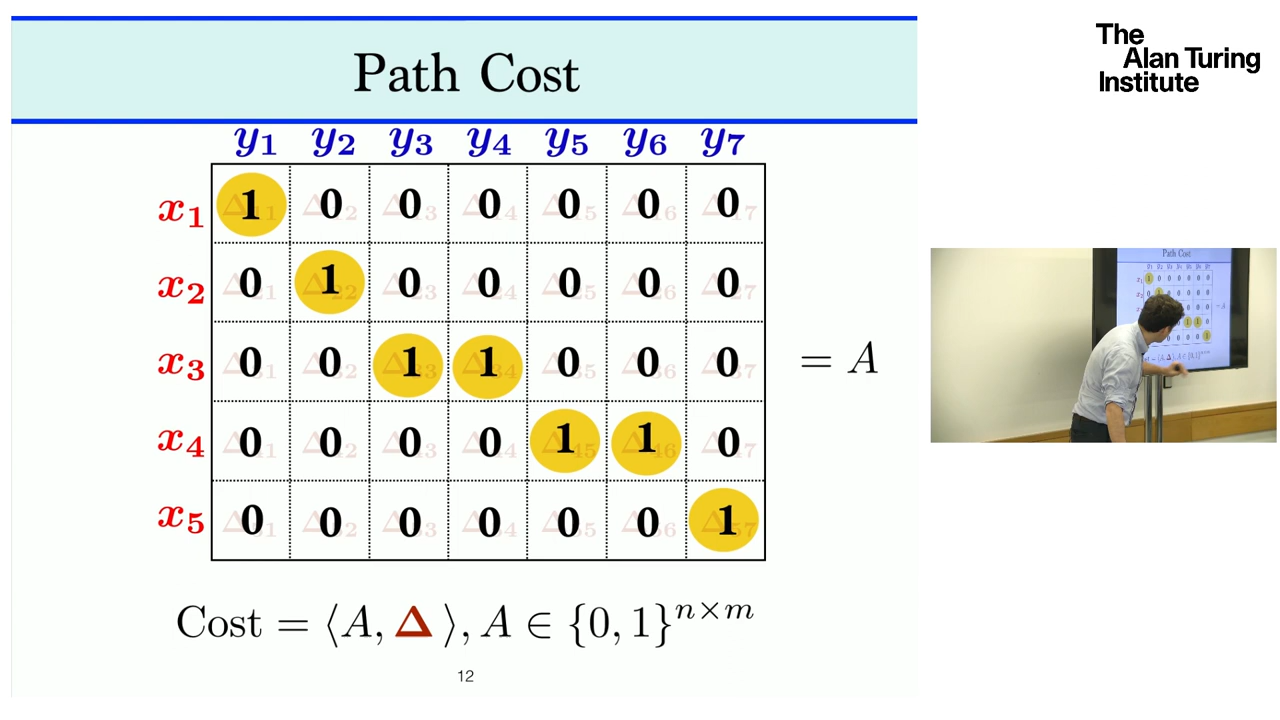 Path Cost
y₁ y₂ y₃ y₄ y₅ y₆ y₇
x₁ 1 0 0 0 0 0 0
x₂ 0 1 0 0 0 0 0
x₃ 0 0 1 1 0 0 0
= A
x₄ 0 0 0 0 1 1 0
x₅ 0 0 0 0 0 0 1
Cost = ⟨A, Δ⟩, A ∈ {0, 1}ⁿˣᵐ
12
The
Alan Turing
Institute
Path Cost